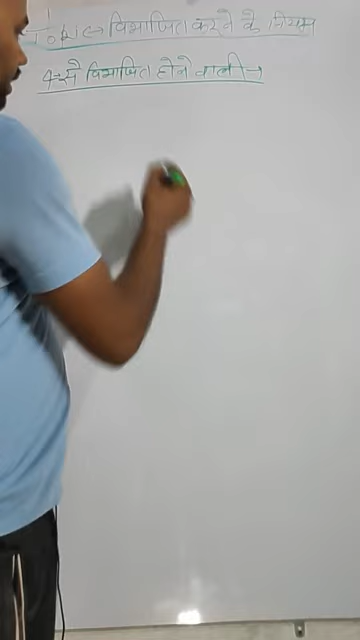 Topic → विभाजित करने के नियम
4 से विभाजित होने वाली →